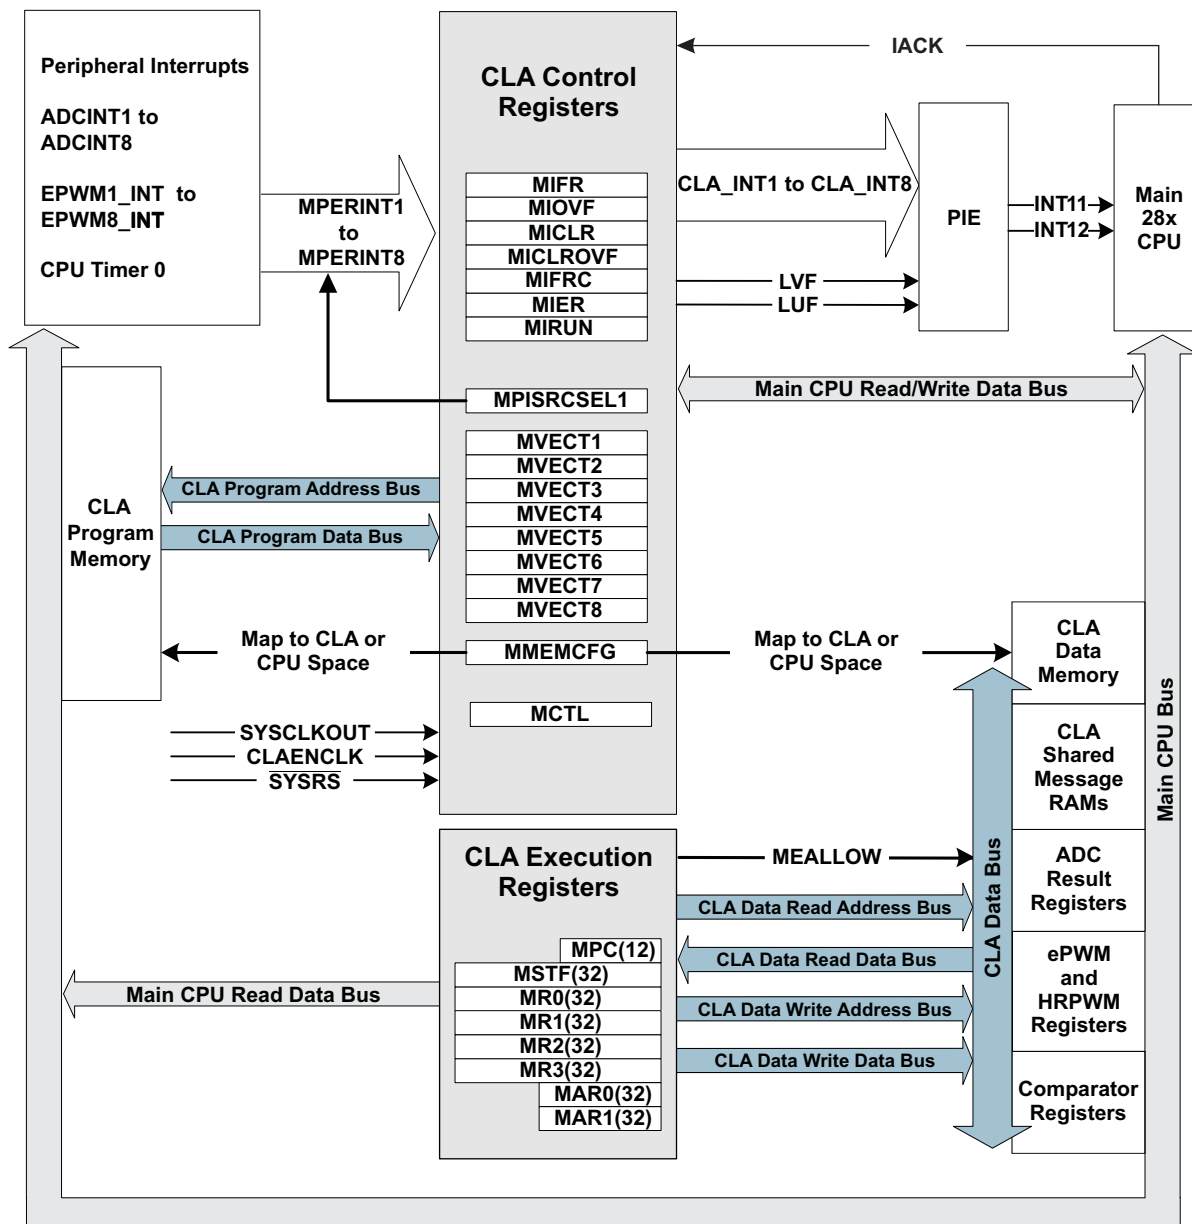 Peripheral Interrupts
ADCINT1 to
ADCINT8
EPWM1_INT to
EPWM8_INT
CPU Timer 0
MPERINT1
to
MPERINT8
CLA Control
Registers
MIFR
MIOVF
MICLR
MICLROVF
MIFRC
MIER
MIRUN
MPISRCSEL1
MVECT1
MVECT2
MVECT3
MVECT4
MVECT5
MVECT6
MVECT7
MVECT8
MMEMCFG
MCTL
IACK
CLA_INT1 to CLA_INT8
LVF
LUF
PIE
INT11
INT12
Main
28x
CPU
Main CPU Read/Write Data Bus
CLA
Program
Memory
CLA Program Address Bus
CLA Program Data Bus
Map to CLA or
CPU Space
Map to CLA or
CPU Space
SYSCLKOUT
CLAENCLK
SYSRS
CLA
Data
Memory
CLA
Shared
Message
RAMs
ADC
Result
Registers
ePWM
and
HRPWM
Registers
Comparator
Registers
Main CPU Bus
CLA Data Bus
CLA Execution
Registers
MPC(12)
MSTF(32)
MR0(32)
MR1(32)
MR2(32)
MR3(32)
MAR0(32)
MAR1(32)
MEALLOW
CLA Data Read Address Bus
CLA Data Read Data Bus
CLA Data Write Address Bus
CLA Data Write Data Bus
Main CPU Read Data Bus